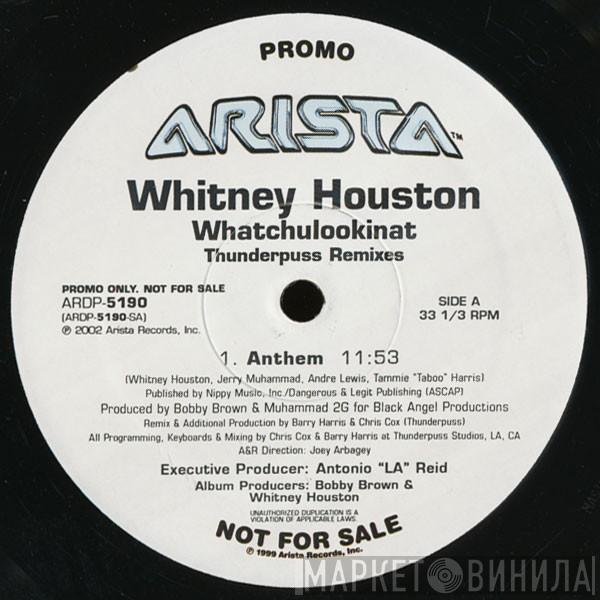 PROMO
ARISTA™
Whitney Houston
Whatchulookinat
Thunderpuss Remixes
PROMO ONLY. NOT FOR SALE
ARDP-5190
(ARDP-5190-SA)
℗ 2002 Arista Records, Inc.
SIDE A
33 1/3 RPM
1. Anthem 11:53
(Whitney Houston, Jerry Muhammad, Andre Lewis, Tammie "Taboo" Harris)
Published by Nippy Music, Inc./Dangerous & Legit Publishing (ASCAP)
Produced by Bobby Brown & Muhammad 2G for Black Angel Productions
Remix & Additional Production by Barry Harris & Chris Cox (Thunderpuss)
All Programming, Keyboards & Mixing by Chris Cox & Barry Harris at Thunderpuss Studios, LA, CA
A&R Direction: Joey Arbagey
Executive Producer: Antonio "LA" Reid
Album Producers: Bobby Brown &
Whitney Houston
UNAUTHORIZED DUPLICATION IS A
VIOLATION OF APPLICABLE LAWS.
NOT FOR SALE
© 1999 Arista Records, Inc.
МАРКЕТ ВИНИЛА